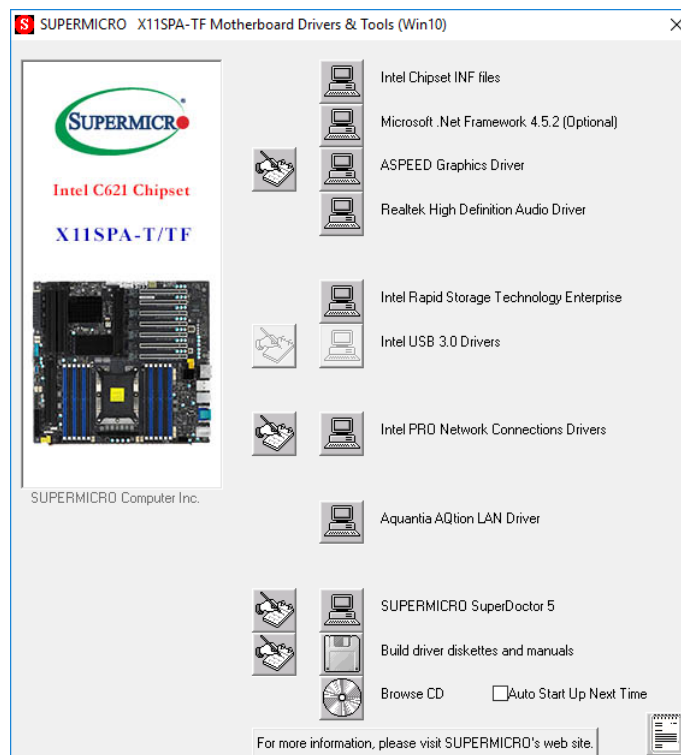 SUPERMICRO X11SPA-TF Motherboard Drivers & Tools (Win10)
SUPERMICRO
Intel C621 Chipset
X11SPA-T/TF
SUPERMICRO Computer Inc.
Intel Chipset INF files
Microsoft .Net Framework 4.5.2 (Optional)
ASPEED Graphics Driver
Realtek High Definition Audio Driver
Intel Rapid Storage Technology Enterprise
Intel USB 3.0 Drivers
Intel PRO Network Connections Drivers
Aquantia AQtion LAN Driver
SUPERMICRO SuperDoctor 5
Build driver diskettes and manuals
Browse CD Auto Start Up Next Time
For more information, please visit SUPERMICRO's web site.